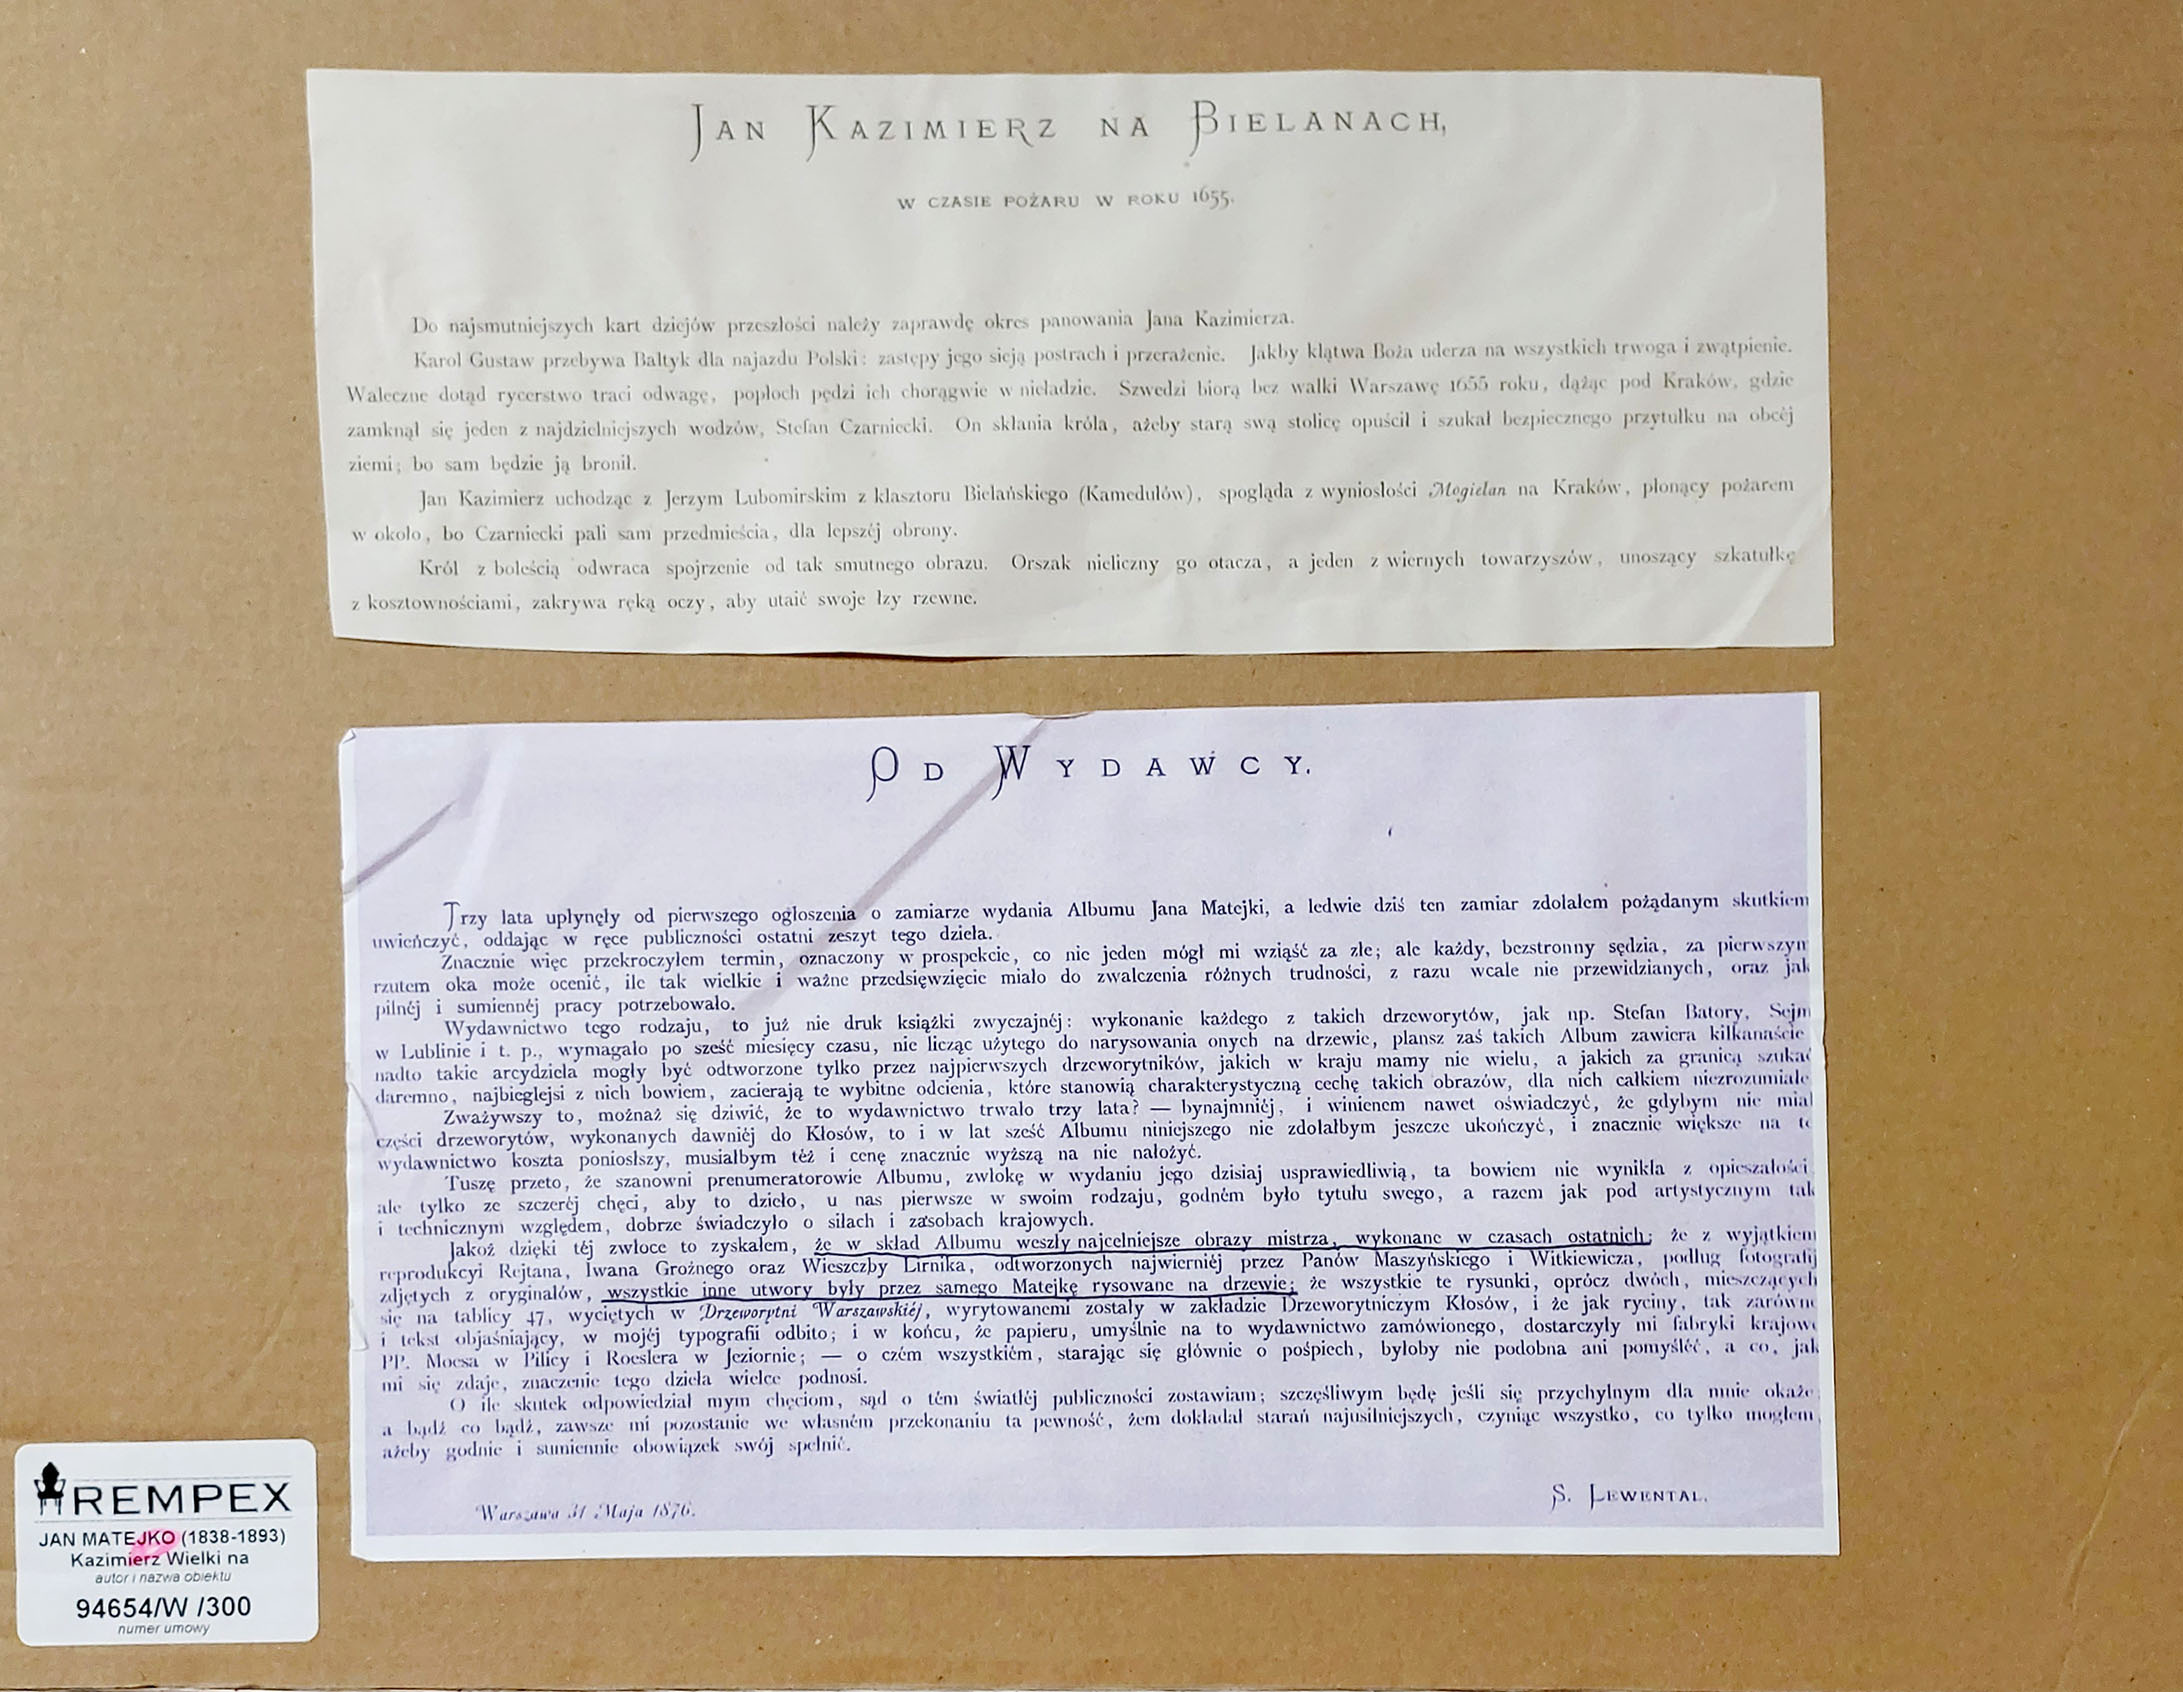 JAN KAZIMIERZ NA BIELANACH,
W CZASIE POŻARU W ROKU 1655.
Do najsmutniejszych kart dziejów przeszłości należy zaprawdę okres panowania Jana Kazimierza.
Karol Gustaw przebywa Bałtyk dla najazdu Polski: zastępy jego sieją postrach i przerażenie. Jakby klątwa Boża uderza na wszystkich trwoga i zwątpienie.
Waleczne dotąd rycerstwo traci odwagę, popłoch pędzi ich chorągwie w nieładzie. Szwedzi biorą bez walki Warszawę 1655 roku, dążąc pod Kraków, gdzie
zamknął się jeden z najdzielniejszych wodzów, Stefan Czarniecki. On skłania króla, ażeby starą swą stolicę opuścił i szukał bezpiecznego przytułku na obcéj
ziemi; bo sam będzie ją bronił.
Jan Kazimierz uchodząc z Jerzym Lubomirskim z klasztoru Bielańskiego (Kamedułów), spogląda z wyniosłości Mogielan na Kraków, płonący pożarem
w około, bo Czarniecki pali sam przedmieścia, dla lepszéj obrony.
Król z boleścią odwraca spojrzenie od tak smutnego obrazu. Orszak nieliczny go otacza, a jeden z wiernych towarzyszów, unoszący szkatułkę
z kosztownościami, zakrywa ręką oczy, aby utaić swoje łzy rzewne.
OD WYDAWCY.
Trzy lata upłynęły od pierwszego ogłoszenia o zamiarze wydania Albumu Jana Matejki, a ledwie dziś ten zamiar zdołałem pożądanym skutkiem
uwieńczyć, oddając w ręce publiczności ostatni zeszyt tego dzieła.
Znacznie więc przekroczyłem termin, oznaczony w prospekcie, co nie jeden mógł mi wziąść za złe; ale każdy, bezstronny sędzia, za pierwszym
rzutem oka może ocenić, ile tak wielkie i ważne przedsięwzięcie miało do zwalczenia różnych trudności, z razu wcale nie przewidzianych, oraz jak
pilnéj i sumiennéj pracy potrzebowało.
Wydawnictwo tego rodzaju, to już nie druk książki zwyczajnéj: wykonanie każdego z takich drzeworytów, jak np. Stefan Batory, Sejm
w Lublinie i t. p., wymagało po sześć miesięcy czasu, nie licząc użytego do narysowania onych na drzewie, plansz zaś takich Album zawiera kilkanaście
nadto takie arcydzieła mogły być odtworzone tylko przez najpierwszych drzeworytników, jakich w kraju mamy nie wielu, a jakich za granicą szukać
daremno, najbieglejsi z nich bowiem, zacierają te wybitne odcienia, które stanowią charakterystyczną cechę takich obrazów, dla nich całkiem niezrozumiałe
Zważywszy to, możnaż się dziwić, że to wydawnictwo trwało trzy lata? — bynajmniéj, i winienem nawet oświadczyć, że gdybym nie miał
części drzeworytów, wykonanych dawniéj do Kłosów, to i w lat sześć Albumu niniejszego nie zdołałbym jeszcze ukończyć, i znacznie większe na te
wydawnictwo koszta poniosłszy, musiałbym téż i cenę znacznie wyższą na nie nałożyć.
Tuszę przeto, że szanowni prenumeratorowie Albumu, zwłokę w wydaniu jego dzisiaj usprawiedliwią, ta bowiem nie wynikła z opieszałości
ale tylko ze szczeréj chęci, aby to dzieło, u nas pierwsze w swoim rodzaju, godném było tytułu swego, a razem jak pod artystycznym tak
i technicznym względem, dobrze świadczyło o siłach i zasobach krajowych.
Jakoż dzięki téj zwłoce to zyskałem, że w skład Albumu weszły najcelniejsze obrazy mistrza, wykonane w czasach ostatnich; że z wyjątkiem
reprodukcyi Rejtana, Iwana Groźnego oraz Wieszczby Lirnika, odtworzonych najwierniéj przez Panów Maszyńskiego i Witkiewicza, podług fotografij
zdjętych z oryginałów, wszystkie inne utwory były przez samego Matejkę rysowane na drzewie; że wszystkie te rysunki, oprócz dwóch, mieszczących
się na tablicy 47, wyciętych w Drzeworytni Warszawskiéj, wyrytowanemi zostały w zakładzie Drzeworytniczym Kłosów, i że jak ryciny, tak zarówno
i tekst objaśniający, w mojéj typografii odbito; i w końcu, że papieru, umyślnie na to wydawnictwo zamówionego, dostarczyły mi fabryki krajowe
PP. Moesa w Pilicy i Roeslera w Jeziornie; — o czém wszystkiém, starając się głównie o pośpiech, byłoby nie podobna ani pomyśléć, a co, jak
mi się zdaje, znaczenie tego dzieła wielce podnosi.
O ile skutek odpowiedział mym chęciom, sąd o tém światłéj publiczności zostawiam; szczęśliwym będę jeśli się przychylnym dla mnie okaże
a bądź co bądź, zawsze mi pozostanie we własném przekonaniu ta pewność, żem dokładał starań najusilniejszych, czyniąc wszystko, co tylko mogłem,
ażeby godnie i sumiennie obowiązek swój spełnić.
S. LEWENTAL.
Warszawa 31 Maja 1876.
REMPEX
JAN MATEJKO (1838-1893)
Kazimierz Wielki na
autor i nazwa obiektu
94654/W /300
numer umowy